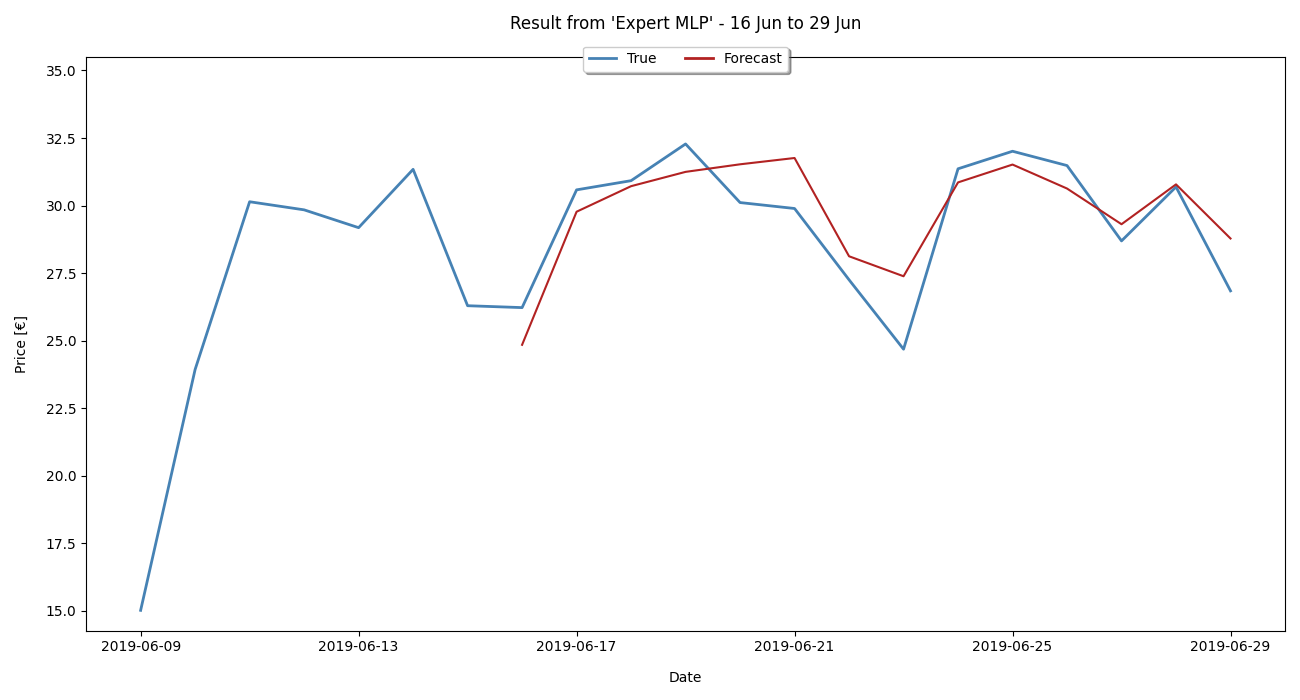 Result from 'Expert MLP' - 16 Jun to 29 Jun
True Forecast
35.0
32.5
30.0
27.5
25.0
22.5
20.0
17.5
15.0
Price [€]
2019-06-09 2019-06-13 2019-06-17 2019-06-21 2019-06-25 2019-06-29
Date